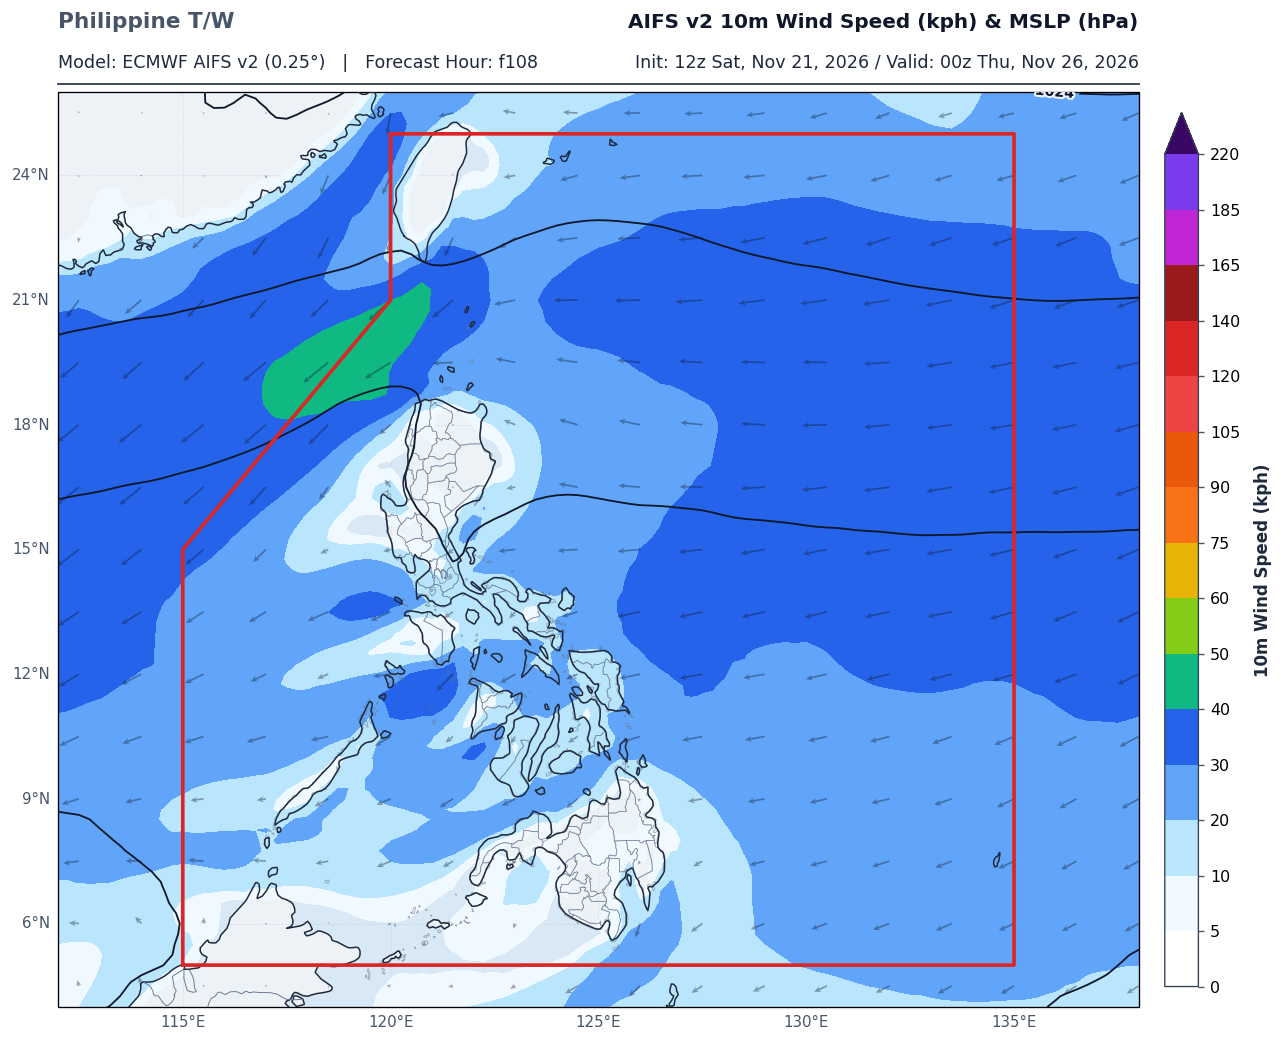 Philippine T/W
AIFS v2 10m Wind Speed (kph) & MSLP (hPa)
Model: ECMWF AIFS v2 (0.25°)   |   Forecast Hour: f108
Init: 12z Sat, Nov 21, 2026 / Valid: 00z Thu, Nov 26, 2026
1024
24°N
21°N
18°N
15°N
12°N
9°N
6°N
115°E
120°E
125°E
130°E
135°E
220
185
165
140
120
105
90
75
60
50
40
30
20
10
5
0
10m Wind Speed (kph)